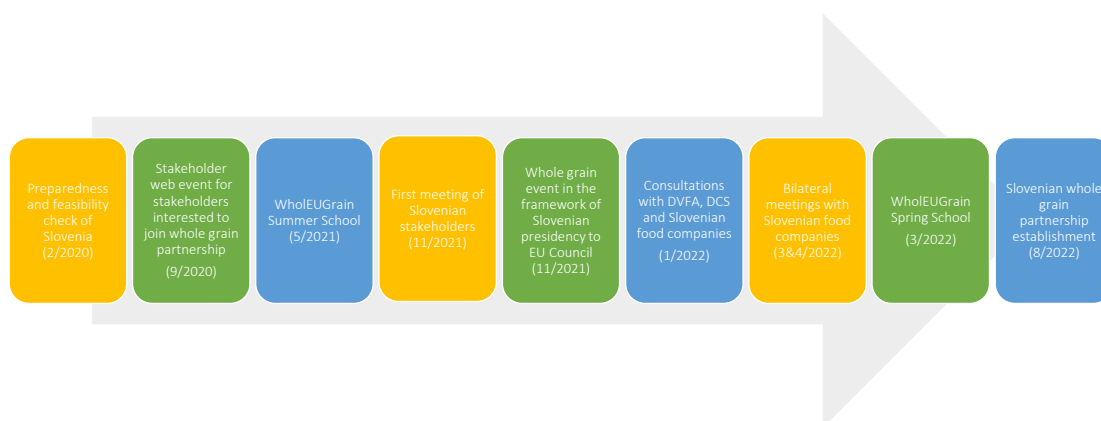 Preparedness
and feasibility
check of
Slovenia
(2/2020)
Stakeholder
web event for
stakeholders
interested to
join whole grain
partnership
(9/2020)
WholEUGrain
Summer School
(5/2021)
First meeting of
Slovenian
stakeholders
(11/2021)
Whole grain
event in the
framework of
Slovenian
presidency to
EU Council
(11/2021)
Consultations
with DVFA, DCS
and Slovenian
food companies
(1/2022)
Bilateral
meetings with
Slovenian food
companies
(3&4/2022)
WholEUGrain
Spring School
(3/2022)
Slovenian whole
grain
partnership
establishment
(8/2022)